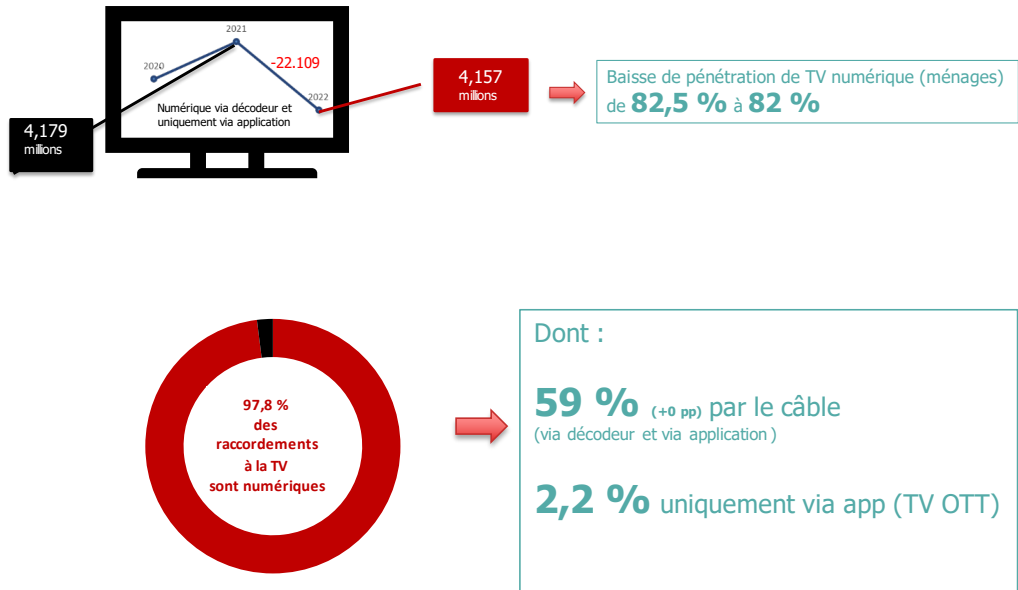 2021
2020
-22.109
2022
Numérique via décodeur et
uniquement via application
4,179
millions
4,157
millions
Baisse de pénétration de TV numérique (ménages)
de 82,5 % à 82 %
97,8 %
des
raccordements
à la TV
sont numériques
Dont :
59 % (+0 pp) par le câble
(via décodeur et via application )
2,2 % uniquement via app (TV OTT)